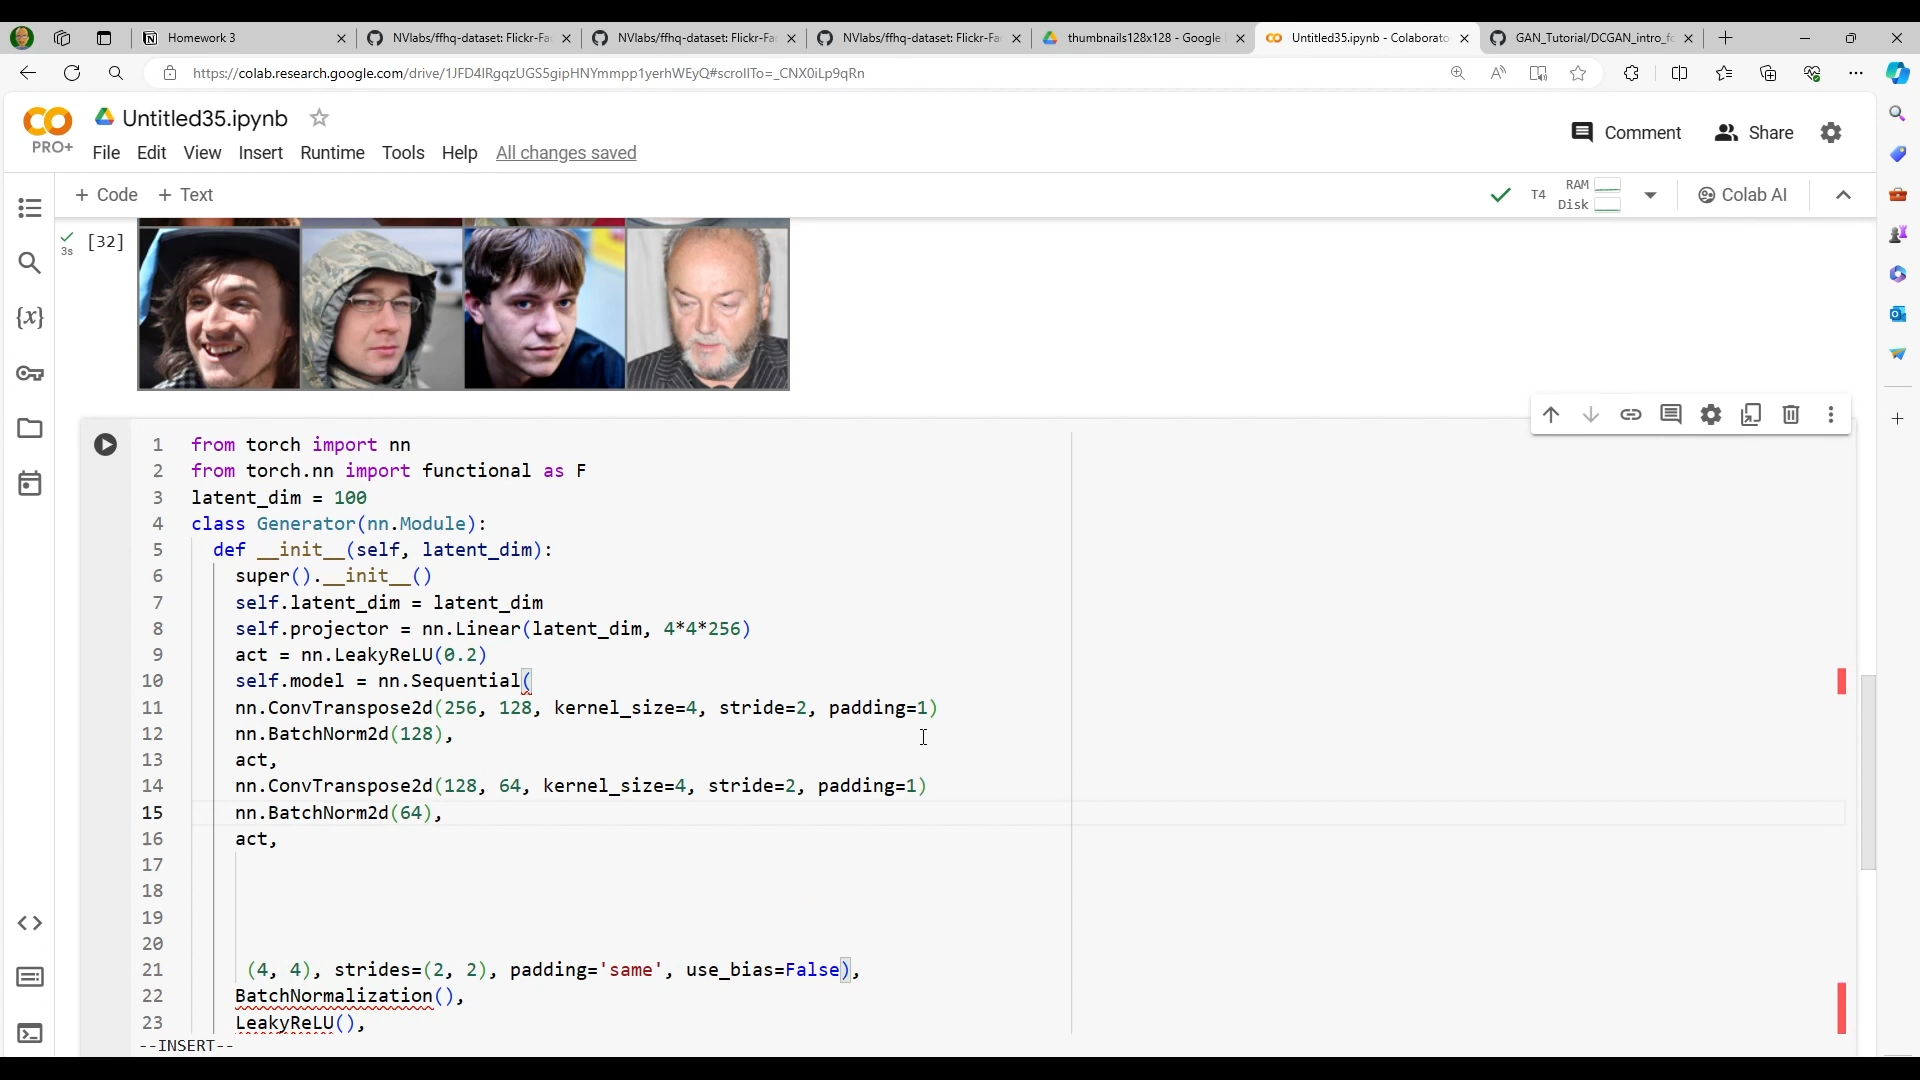 Homework 3
NVlabs/ffhq-dataset: Flickr-Fa
NVlabs/ffhq-dataset: Flickr-Fa
NVlabs/ffhq-dataset: Flickr-Fa
thumbnails128x128 - Google
Untitled35.ipynb - Colaborato
GAN_Tutorial/DCGAN_intro_fo
https://colab.research.google.com/drive/1JFD4lRgqzUGS5gipHNYmmpp1yerhWEyQ#scrollTo=_CNX0iLp9qRn
Untitled35.ipynb
PRO+
File Edit View Insert Runtime Tools Help All changes saved
Comment Share
+ Code + Text
T4 RAM Disk Colab AI
3s [32]
1 from torch import nn
2 from torch.nn import functional as F
3 latent_dim = 100
4 class Generator(nn.Module):
5 def __init__(self, latent_dim):
6 super().__init__()
7 self.latent_dim = latent_dim
8 self.projector = nn.Linear(latent_dim, 4*4*256)
9 act = nn.LeakyReLU(0.2)
10 self.model = nn.Sequential(
11 nn.ConvTranspose2d(256, 128, kernel_size=4, stride=2, padding=1)
12 nn.BatchNorm2d(128),
13 act,
14 nn.ConvTranspose2d(128, 64, kernel_size=4, stride=2, padding=1)
15 nn.BatchNorm2d(64),
16 act,
17
18
19
20
21 (4, 4), strides=(2, 2), padding='same', use_bias=False),
22 BatchNormalization(),
23 LeakyReLU(),
--INSERT--